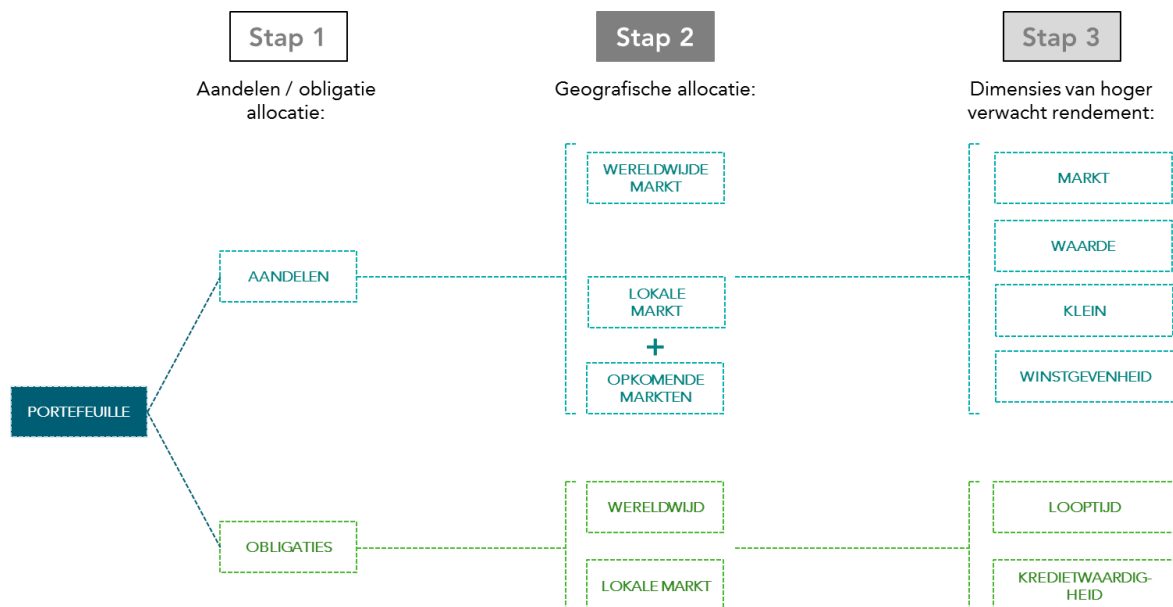 Stap 1
Stap 2
Stap 3
Aandelen / obligatie
allocatie:
Geografische allocatie:
Dimensies van hoger
verwacht rendement:
WERELDWIJDE
MARKT
MARKT
WAARDE
AANDELEN
LOKALE
MARKT
KLEIN
+
OPKOMENDE
MARKTEN
WINSTGEVENHEID
PORTEFEUILLE
WERELDWIJD
LOOPTIJD
OBLIGATIES
LOKALE MARKT
KREDIETWAARDIG-
HEID